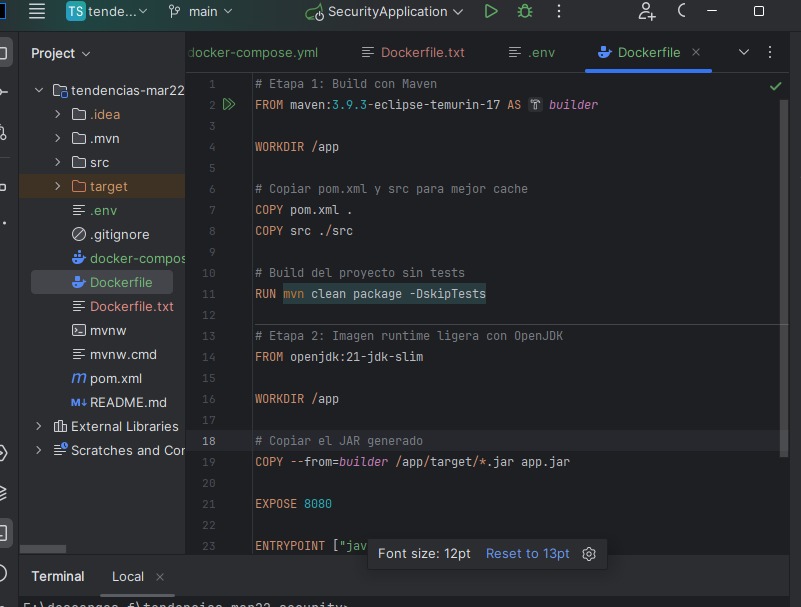 TS tende... main SecurityApplication
Project
docker-compose.yml Dockerfile.txt .env Dockerfile
tendencias-mar22
.idea
.mvn
src
target
.env
.gitignore
docker-compos
Dockerfile
Dockerfile.txt
mvnw
mvnw.cmd
m pom.xml
M↓ README.md
External Libraries
Scratches and Cor
1 # Etapa 1: Build con Maven
2 FROM maven:3.9.3-eclipse-temurin-17 AS builder
3
4 WORKDIR /app
5
6 # Copiar pom.xml y src para mejor cache
7 COPY pom.xml .
8 COPY src ./src
9
10 # Build del proyecto sin tests
11 RUN mvn clean package -DskipTests
12
13 # Etapa 2: Imagen runtime ligera con OpenJDK
14 FROM openjdk:21-jdk-slim
15
16 WORKDIR /app
17
18 # Copiar el JAR generado
19 COPY --from=builder /app/target/*.jar app.jar
20
21 EXPOSE 8080
22
23 ENTRYPOINT ["jav
Font size: 12pt Reset to 13pt
Terminal Local